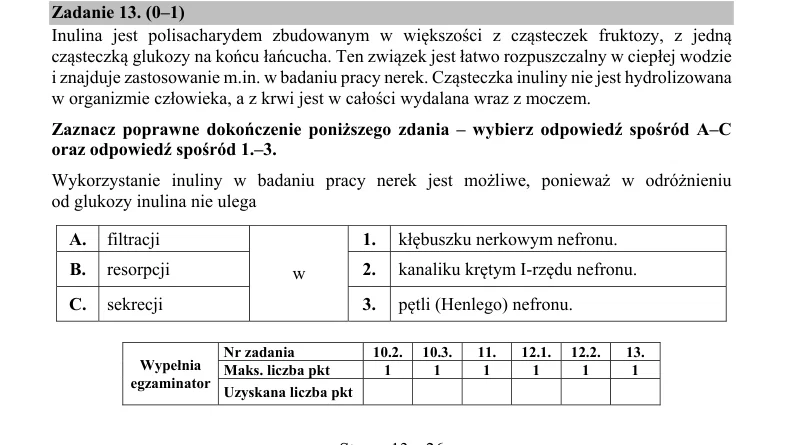 Zadanie 13. (0–1)
Inulina jest polisacharydem zbudowanym w większości z cząsteczek fruktozy, z jedną
cząsteczką glukozy na końcu łańcucha. Ten związek jest łatwo rozpuszczalny w ciepłej wodzie
i znajduje zastosowanie m.in. w badaniu pracy nerek. Cząsteczka inuliny nie jest hydrolizowana
w organizmie człowieka, a z krwi jest w całości wydalana wraz z moczem.
Zaznacz poprawne dokończenie poniższego zdania – wybierz odpowiedź spośród A–C
oraz odpowiedź spośród 1.–3.
Wykorzystanie inuliny w badaniu pracy nerek jest możliwe, ponieważ w odróżnieniu
od glukozy inulina nie ulega
A. filtracji 1. kłębuszku nerkowym nefronu.
B. resorpcji w 2. kanaliku krętym I-rzędu nefronu.
C. sekrecji 3. pętli (Henlego) nefronu.
Wypełnia egzaminator
Nr zadania 10.2. 10.3. 11. 12.1. 12.2. 13.
Maks. liczba pkt 1 1 1 1 1 1
Uzyskana liczba pkt